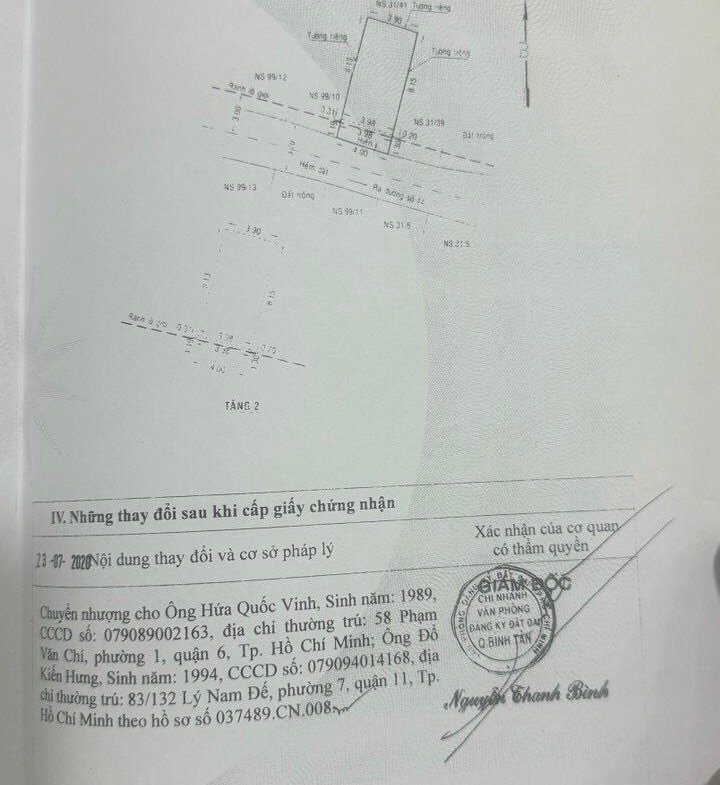 NS 31/41 Tường riêng
3.90
Tường riêng
Tường riêng
8.15
NS 99/12
Ranh lộ giới
NS 99/10
3.98
NS 31/39
3.20
Đất trống
3.98
4.00
3.00
Hẻm đất
Ra đường số
NS 99/13
Đất trống
NS 99/11
NS 31.6
NS 31.5
3.90
8.15
Ranh lộ giới
4.00
TẦNG 2
IV. Những thay đổi sau khi cấp giấy chứng nhận
23-07-2020 Nội dung thay đổi và cơ sở pháp lý
Xác nhận của cơ quan
có thẩm quyền
Chuyển nhượng cho Ông Hứa Quốc Vinh, Sinh năm: 1989,
CCCD số: 079089002163, địa chỉ thường trú: 58 Phạm
Văn Chí, phường 1, quận 6, Tp. Hồ Chí Minh; Ông Đỗ
Kiến Hưng, Sinh năm: 1994, CCCD số: 079094014168, địa
chỉ thường trú: 83/132 Lý Nam Đế, phường 7, quận 11, Tp.
Hồ Chí Minh theo hồ sơ số 037489.CN.008
GIÁM ĐỐC
CHI NHÁNH
VĂN PHÒNG
ĐĂNG KÝ ĐẤT ĐAI
Q.BÌNH TÂN
Nguyễn Thanh Bình